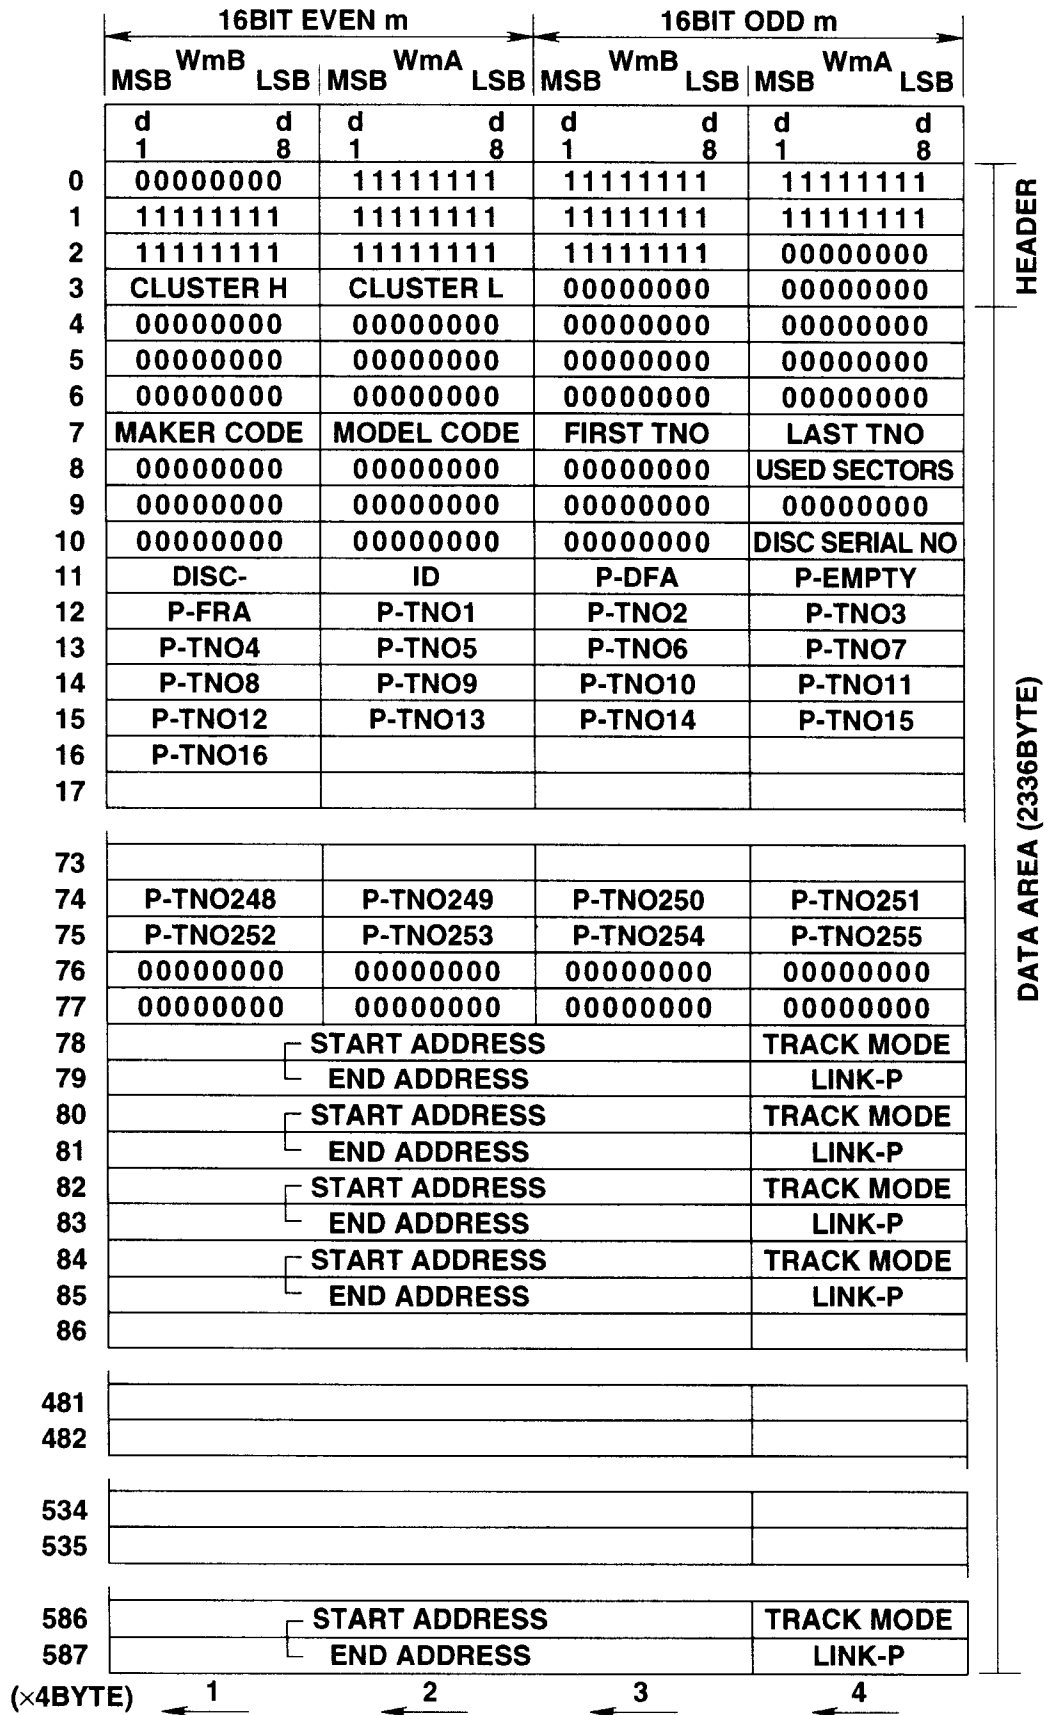 16BIT EVEN m 16BIT ODD m
WmB WmA WmB WmA
MSB LSB MSB LSB MSB LSB MSB LSB
d d d d d d d d
1 8 1 8 1 8 1 8
0 00000000 11111111 11111111 11111111
1 11111111 11111111 11111111 11111111
2 11111111 11111111 11111111 00000000
3 CLUSTER H CLUSTER L 00000000 00000000
HEADER
4 00000000 00000000 00000000 00000000
5 00000000 00000000 00000000 00000000
6 00000000 00000000 00000000 00000000
7 MAKER CODE MODEL CODE FIRST TNO LAST TNO
8 00000000 00000000 00000000 USED SECTORS
9 00000000 00000000 00000000 00000000
10 00000000 00000000 00000000 DISC SERIAL NO
11 DISC- ID P-DFA P-EMPTY
12 P-FRA P-TNO1 P-TNO2 P-TNO3
13 P-TNO4 P-TNO5 P-TNO6 P-TNO7
14 P-TNO8 P-TNO9 P-TNO10 P-TNO11
15 P-TNO12 P-TNO13 P-TNO14 P-TNO15
16 P-TNO16
17
73
74 P-TNO248 P-TNO249 P-TNO250 P-TNO251
75 P-TNO252 P-TNO253 P-TNO254 P-TNO255
76 00000000 00000000 00000000 00000000
77 00000000 00000000 00000000 00000000
78 START ADDRESS TRACK MODE
79 END ADDRESS LINK-P
80 START ADDRESS TRACK MODE
81 END ADDRESS LINK-P
82 START ADDRESS TRACK MODE
83 END ADDRESS LINK-P
84 START ADDRESS TRACK MODE
85 END ADDRESS LINK-P
86
481
482
534
535
586 START ADDRESS TRACK MODE
587 END ADDRESS LINK-P
DATA AREA (2336BYTE)
(×4BYTE) 1 2 3 4